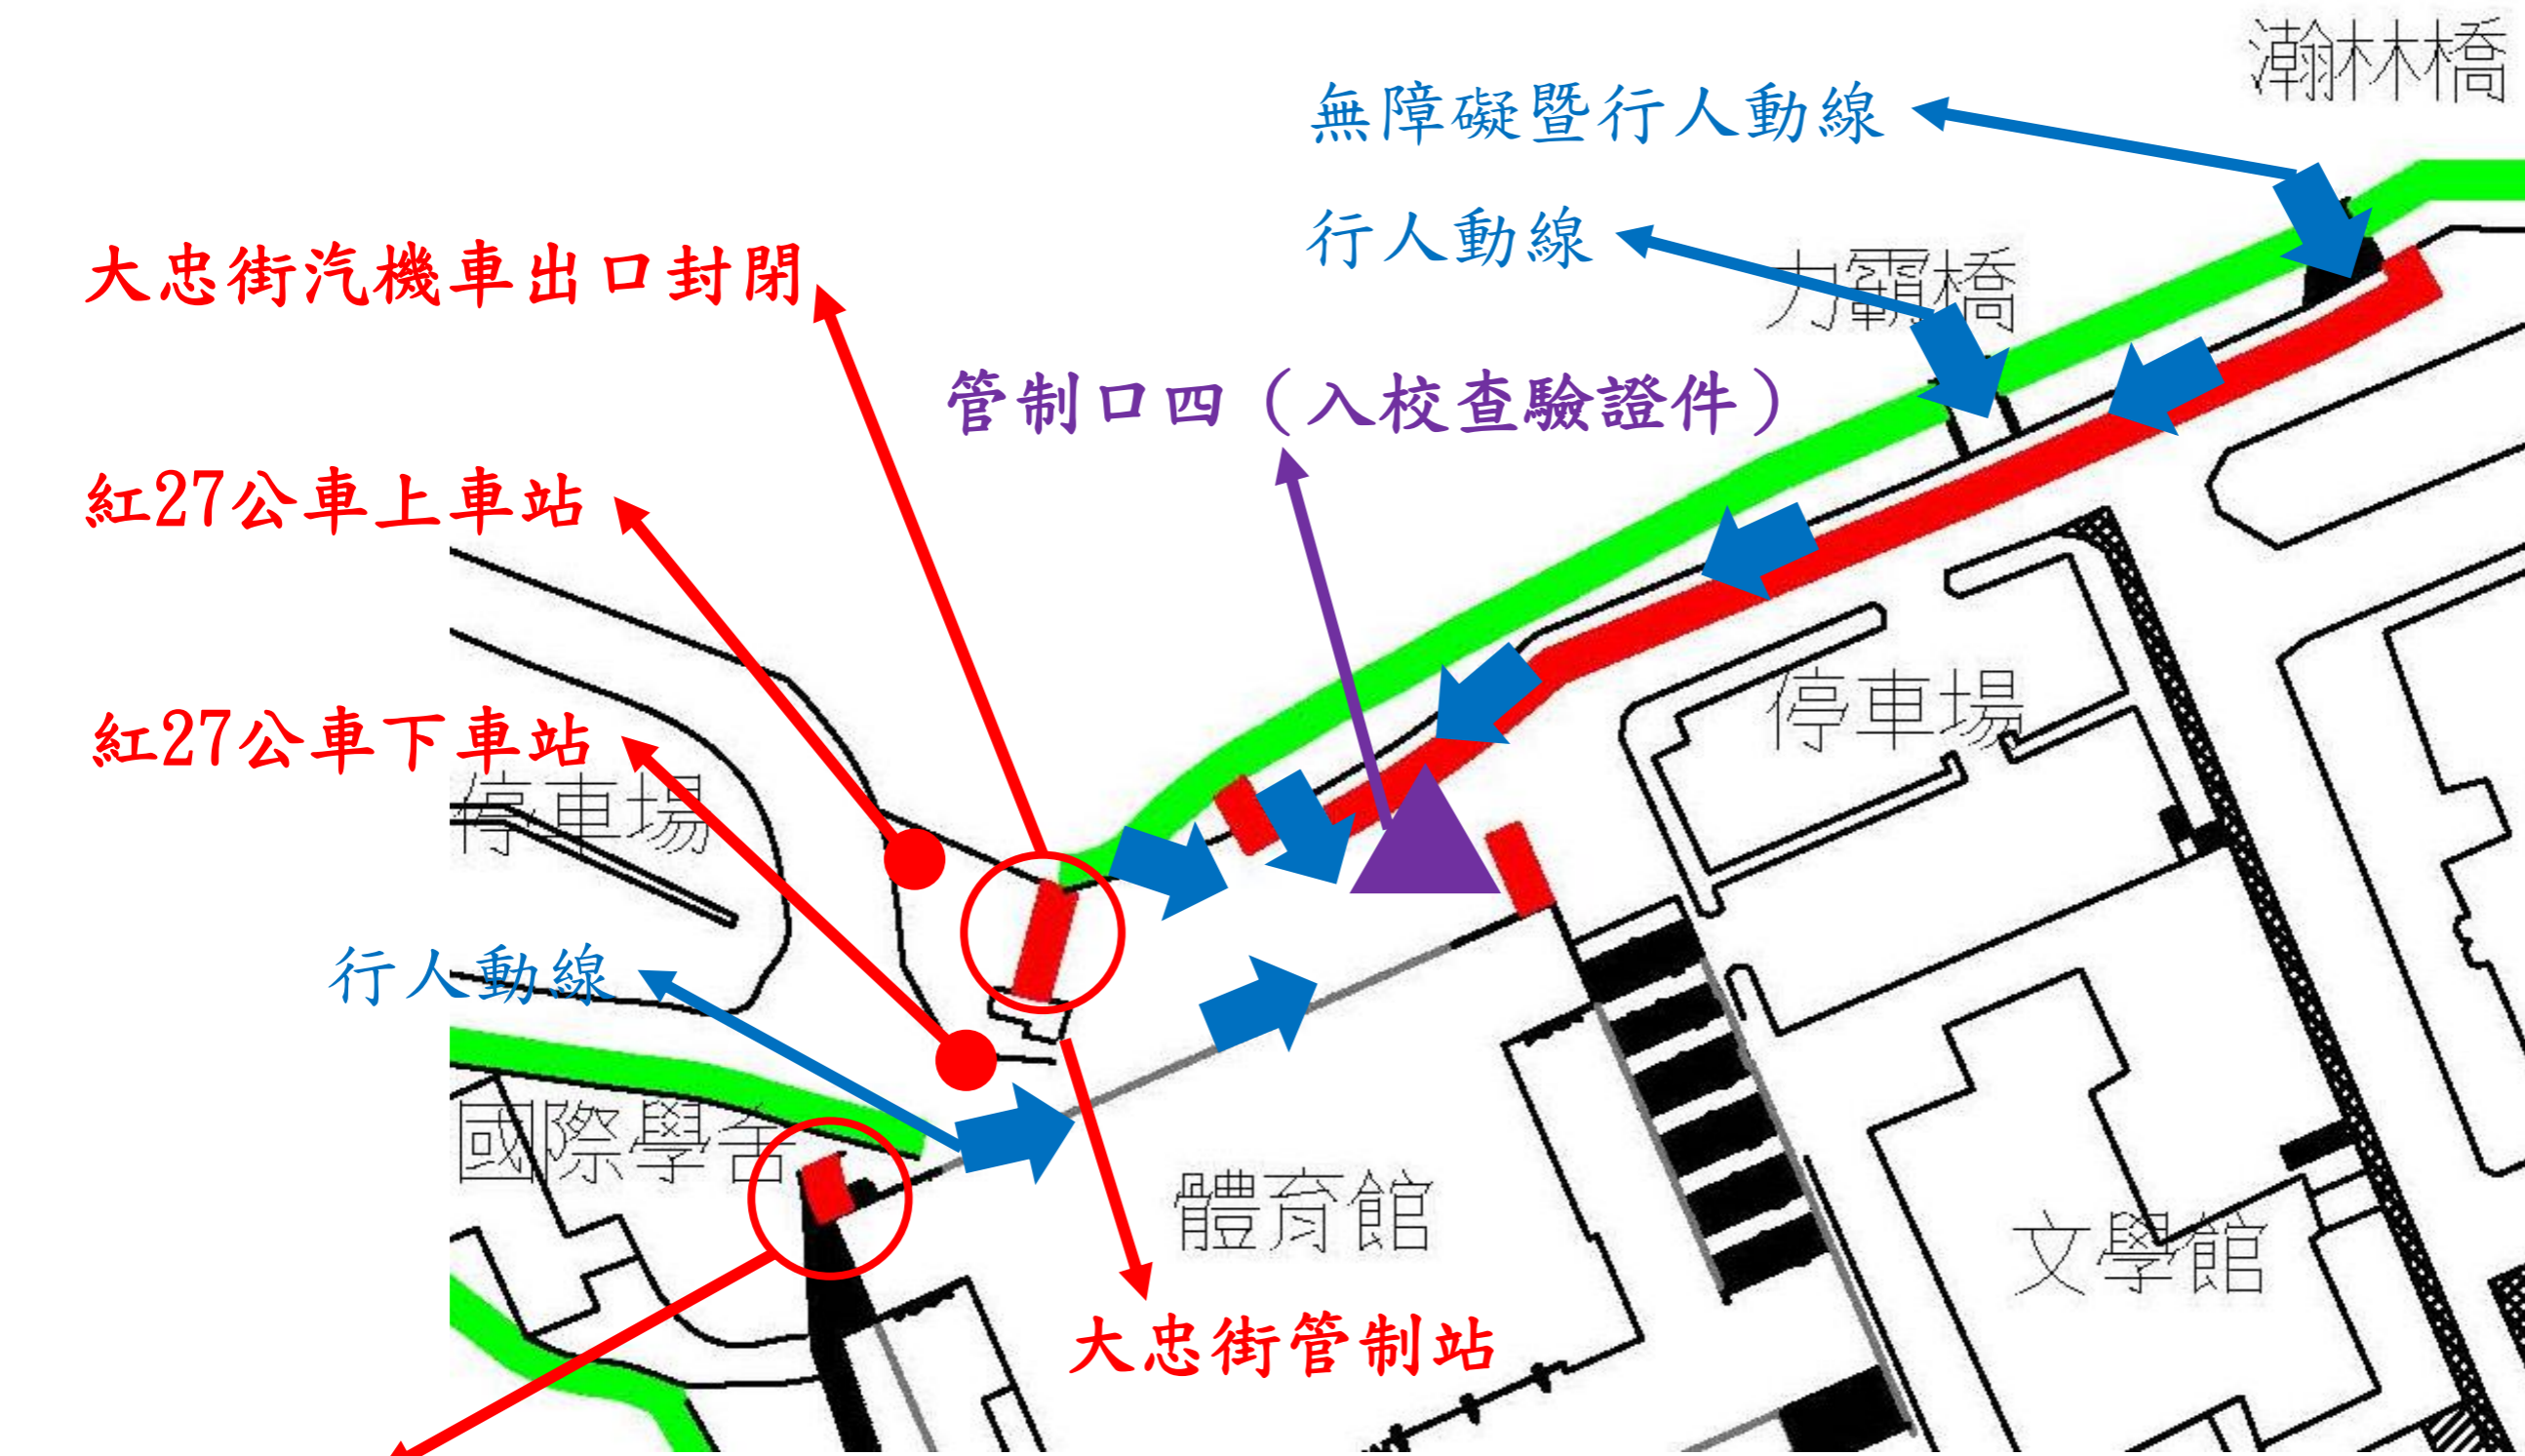 瀚林橋
無障礙暨行人動線
行人動線
力霸橋
大忠街汽機車出口封閉
管制口四（入校查驗證件）
紅27公車上車站
停車場
紅27公車下車站
停車場
行人動線
國際學舍
體育館
文學館
大忠街管制站